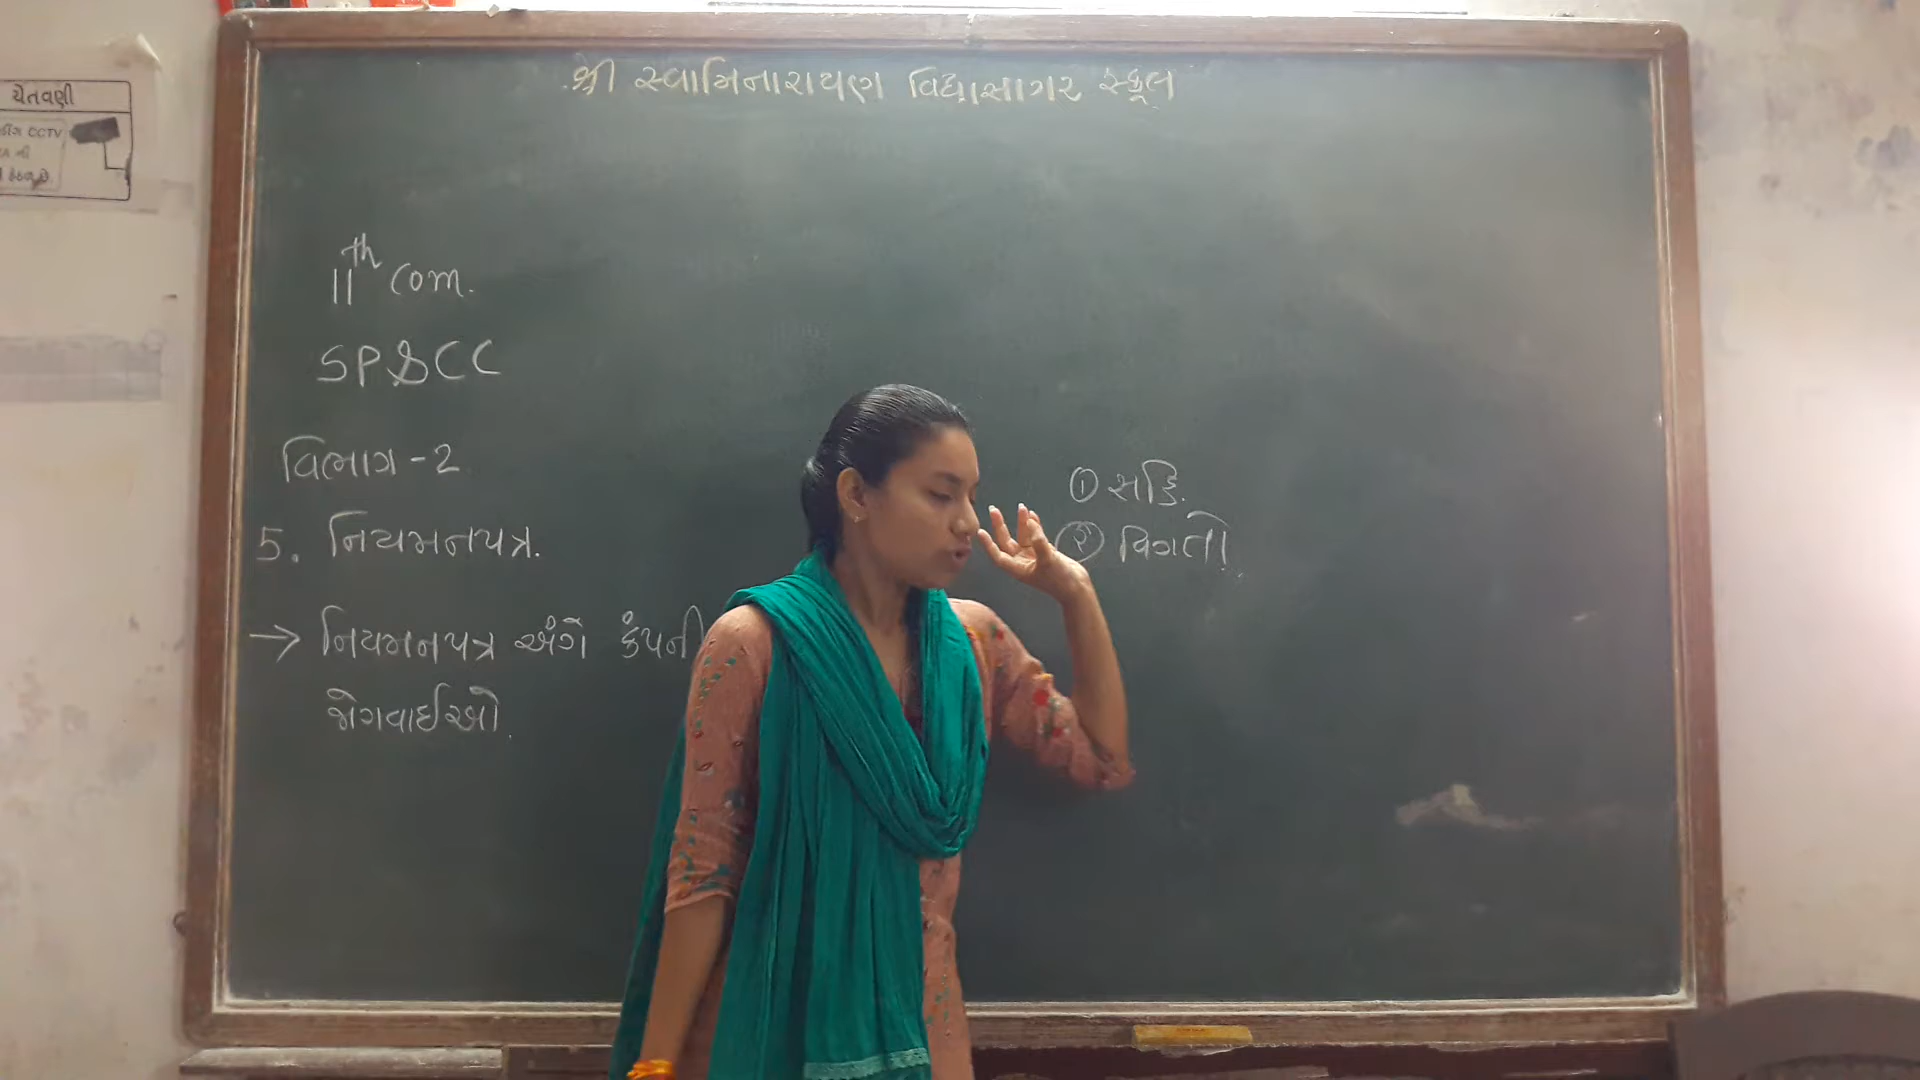 શ્રી સ્વામિનારાયણ વિદ્યાસાગર સ્કૂલ
ચેતવણી
CCTV
11th com.
SP&CC
વિભાગ - 2
5. નિયમનપત્ર.
→ નિયમનપત્ર અંગે કંપની
જોગવાઈઓ.
① સહિ.
② વિગતો